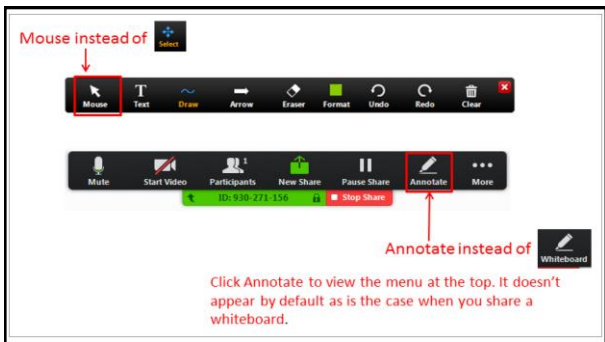 Mouse instead of
Select
Mouse Text Draw Arrow Eraser Format Undo Redo Clear
1
Mute Start Video Participants New Share Pause Share Annotate More
ID: 930-271-156 Stop Share
Annotate instead of
Whiteboard
Click Annotate to view the menu at the top. It doesn't
appear by default as is the case when you share a
whiteboard.